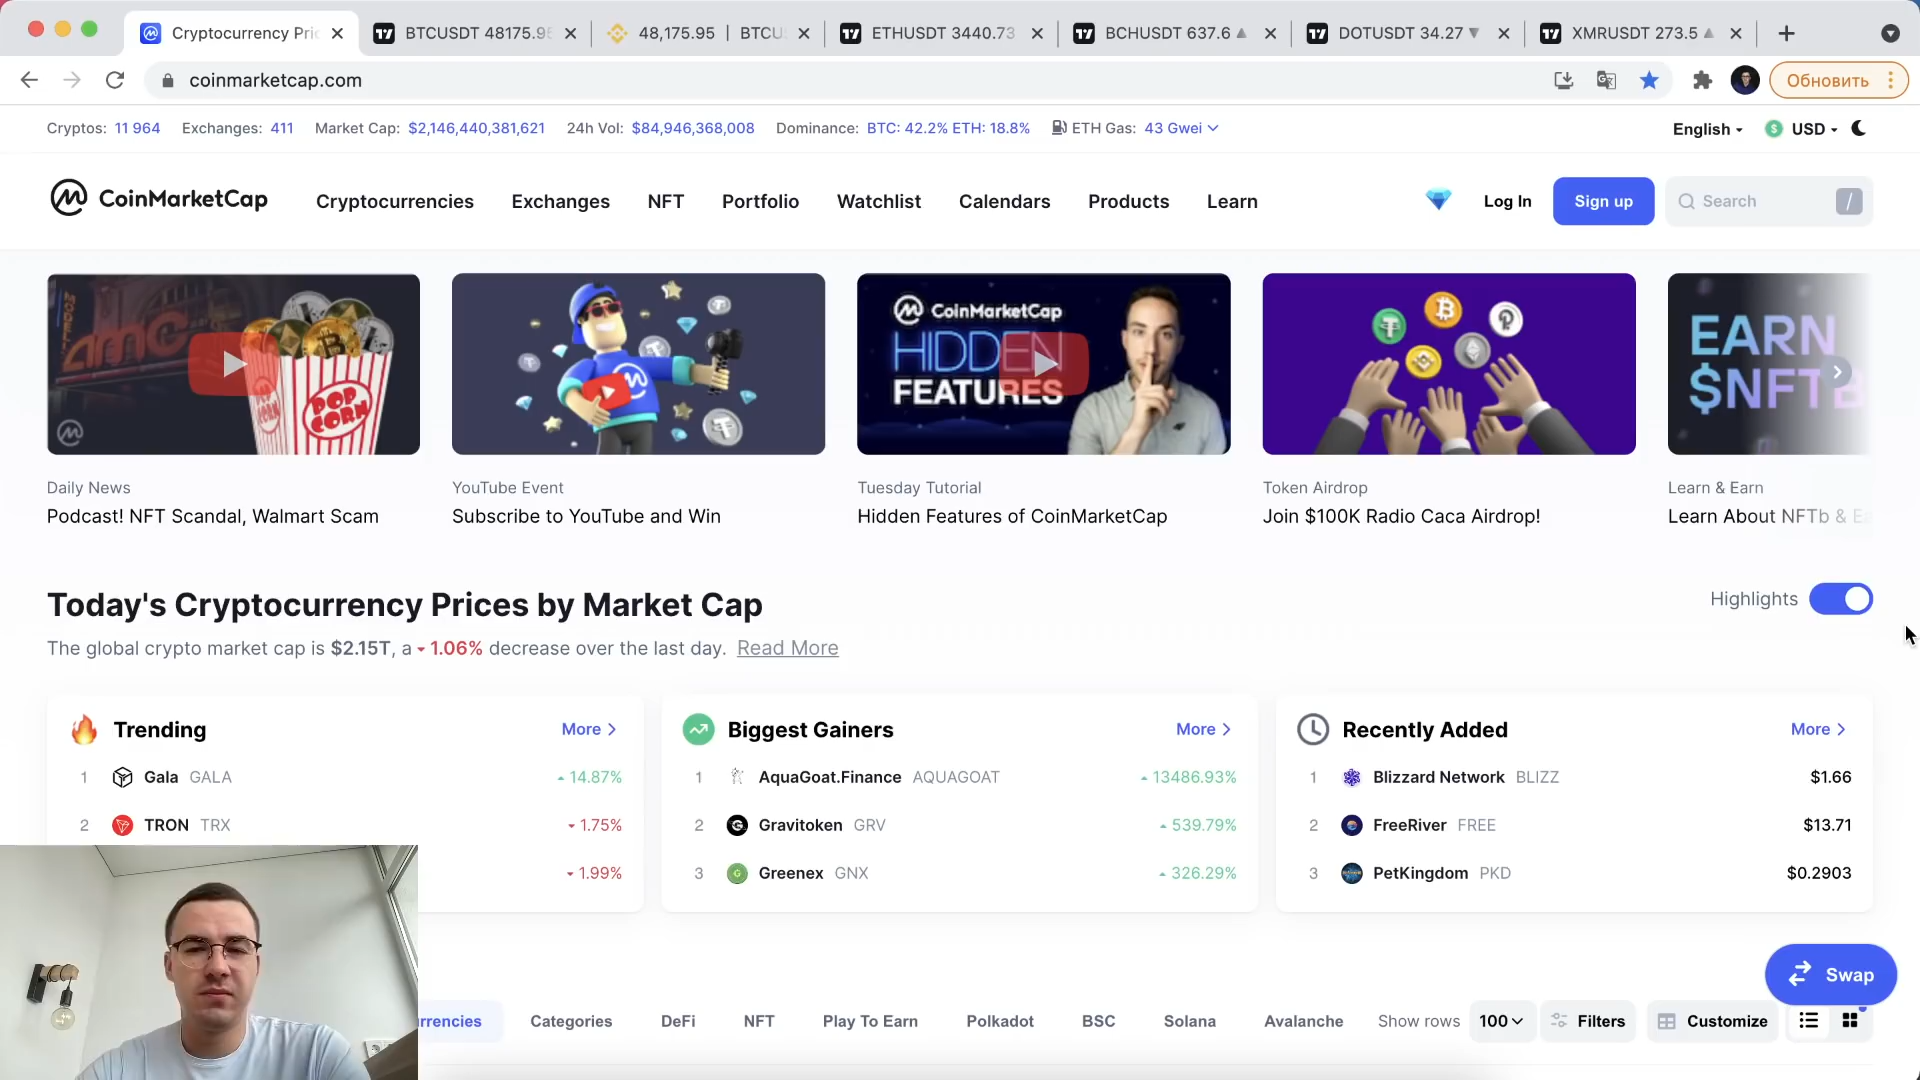 Cryptocurrency Pri
BTCUSDT 48175.95
48,175.95 | BTCU
ETHUSDT 3440.73
BCHUSDT 637.6 ▲
DOTUSDT 34.27 ▼
XMRUSDT 273.5 ▲
coinmarketcap.com
Обновить
Cryptos: 11 964 Exchanges: 411 Market Cap: $2,146,440,381,621 24h Vol: $84,946,368,008 Dominance: BTC: 42.2% ETH: 18.8% ETH Gas: 43 Gwei
English
USD
CoinMarketCap
Cryptocurrencies Exchanges NFT Portfolio Watchlist Calendars Products Learn
Log In
Sign up
Search /
amc
POP CORN
CoinMarketCap
HIDDEN
FEATURES
EARN
$NFTB
Daily News
Podcast! NFT Scandal, Walmart Scam
YouTube Event
Subscribe to YouTube and Win
Tuesday Tutorial
Hidden Features of CoinMarketCap
Token Airdrop
Join $100K Radio Caca Airdrop!
Learn & Earn
Learn About NFTb & Ea
Today's Cryptocurrency Prices by Market Cap
Highlights
The global crypto market cap is $2.15T, a 1.06% decrease over the last day. Read More
Trending
More
1 Gala GALA 14.87%
2 TRON TRX 1.75%
1.99%
Biggest Gainers
More
1 AquaGoat.Finance AQUAGOAT 13486.93%
2 Gravitoken GRV 539.79%
3 Greenex GNX 326.29%
Recently Added
More
1 Blizzard Network BLIZZ $1.66
2 FreeRiver FREE $13.71
3 PetKingdom PKD $0.2903
Swap
rrencies Categories DeFi NFT Play To Earn Polkadot BSC Solana Avalanche Show rows 100 Filters Customize